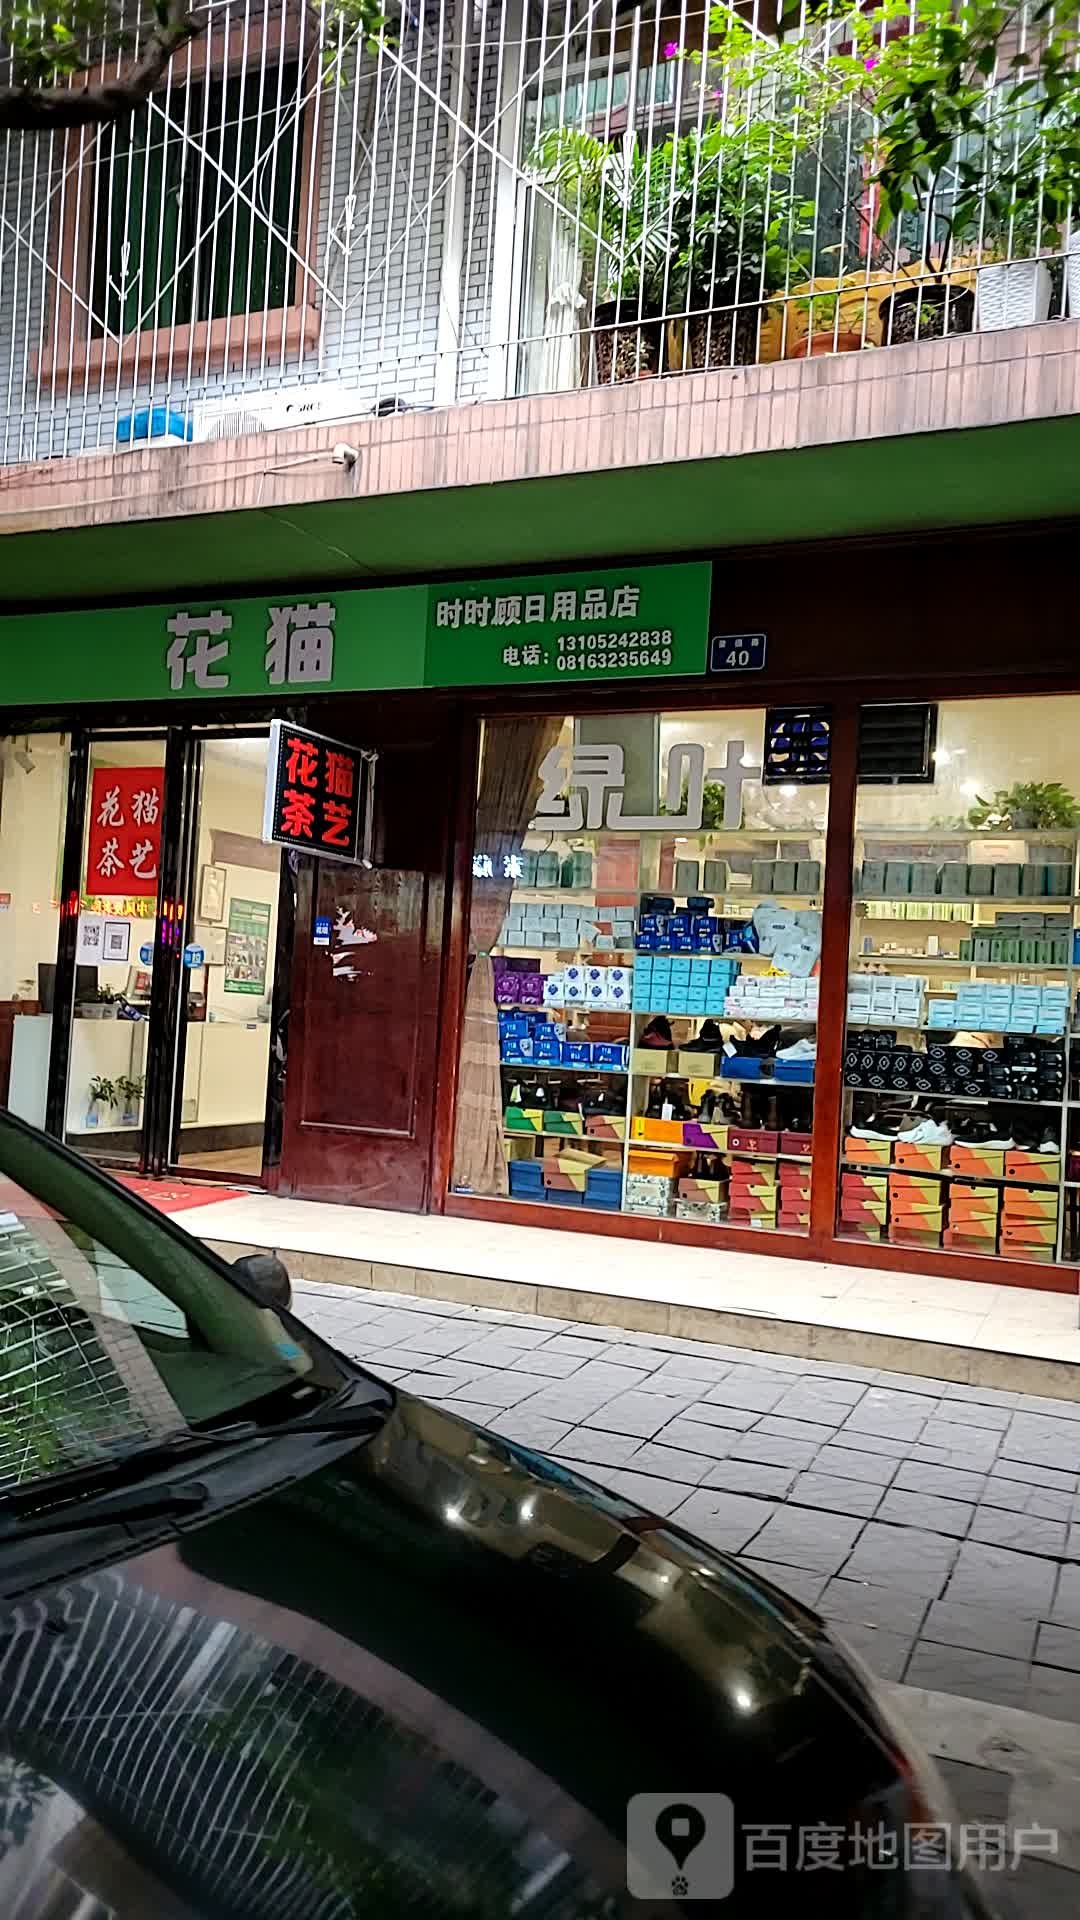 花猫
时时顾日用品店
电话：13105242838
08163235649
40
花猫
茶艺
花猫
茶艺
绿叶
百度地图用户